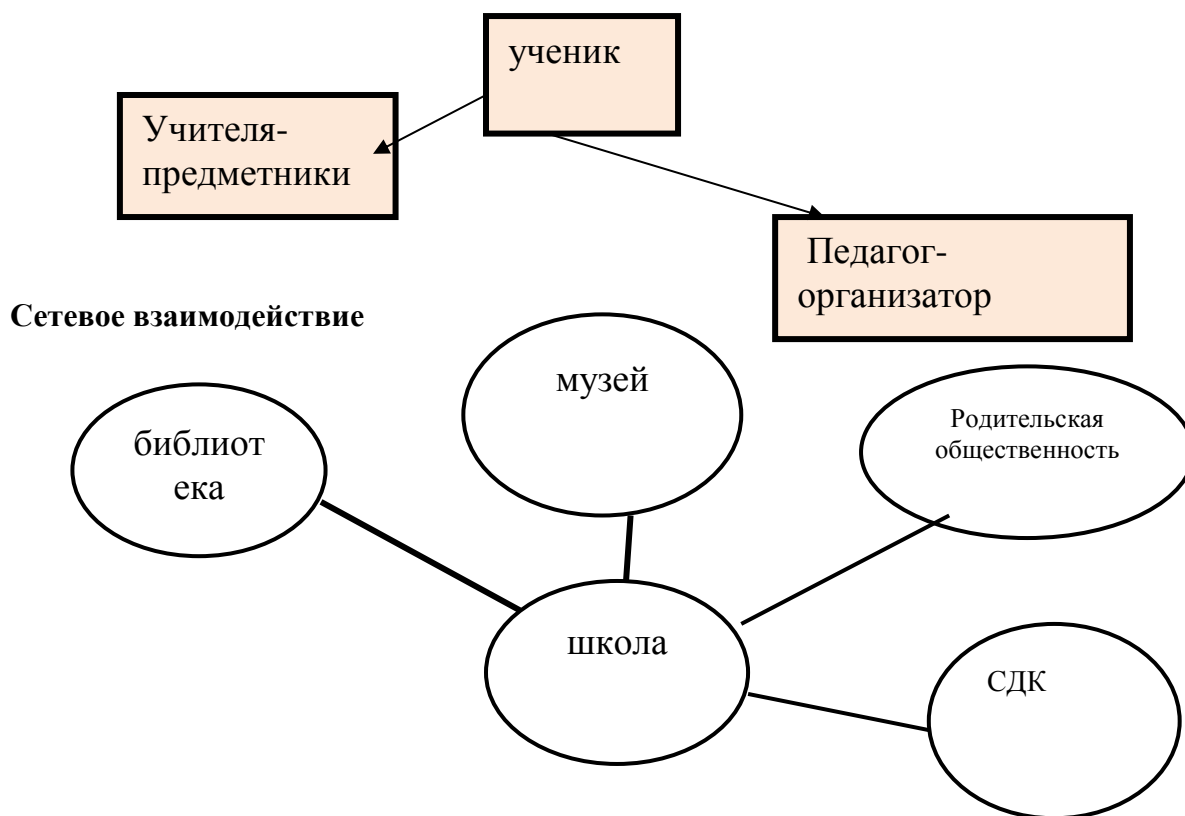 ученик
Учителя-
предметники
Педагог-
организатор
Сетевое взаимодействие
музей
библиот
ека
Родительская
общественность
школа
СДК